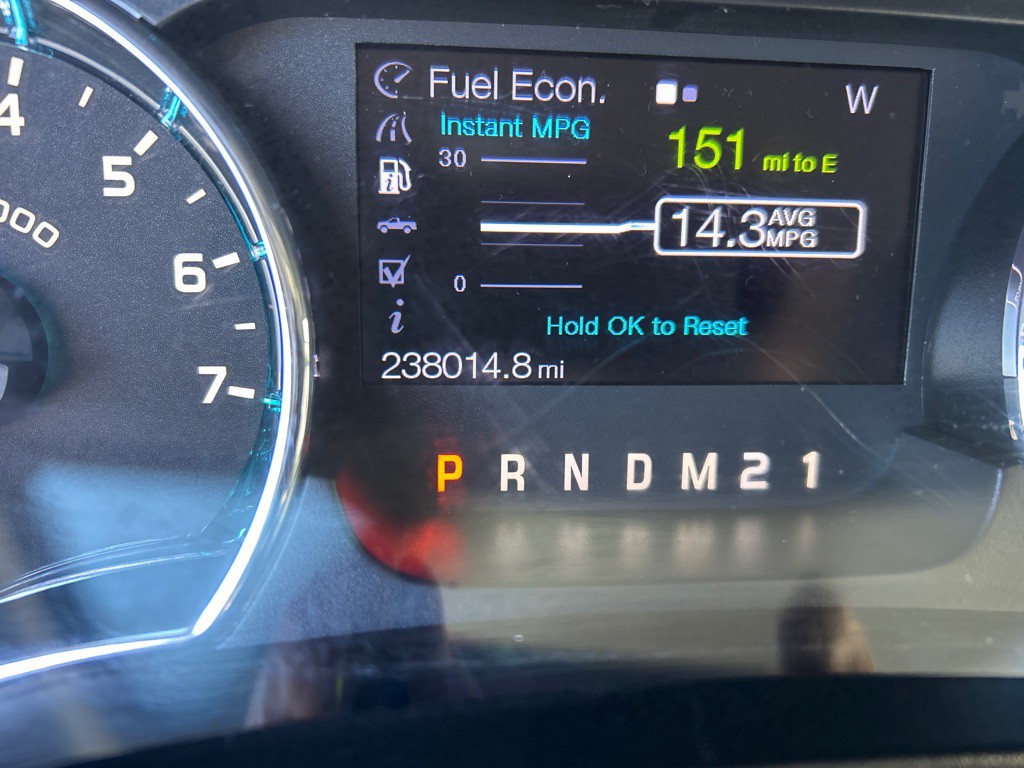 4
5
000
6
7
Fuel Econ.
W
Instant MPG
151 mi to E
30
14.3 AVG MPG
0
i
Hold OK to Reset
238014.8 mi
P R N D M 2 1